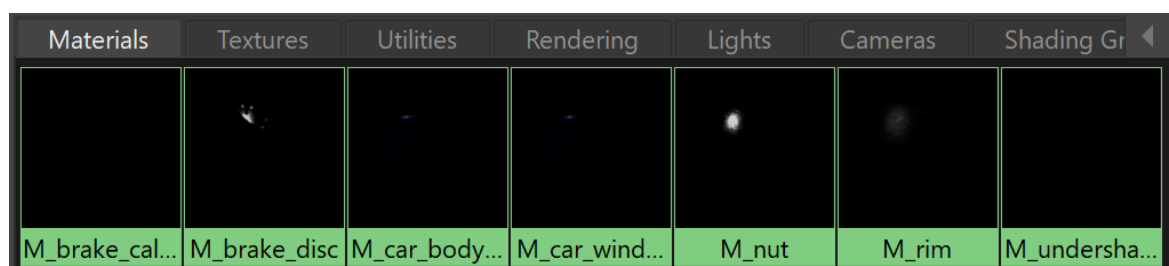 Materials Textures Utilities Rendering Lights Cameras Shading Gr
M_brake_cal... M_brake_disc M_car_body... M_car_wind... M_nut M_rim M_undersha...